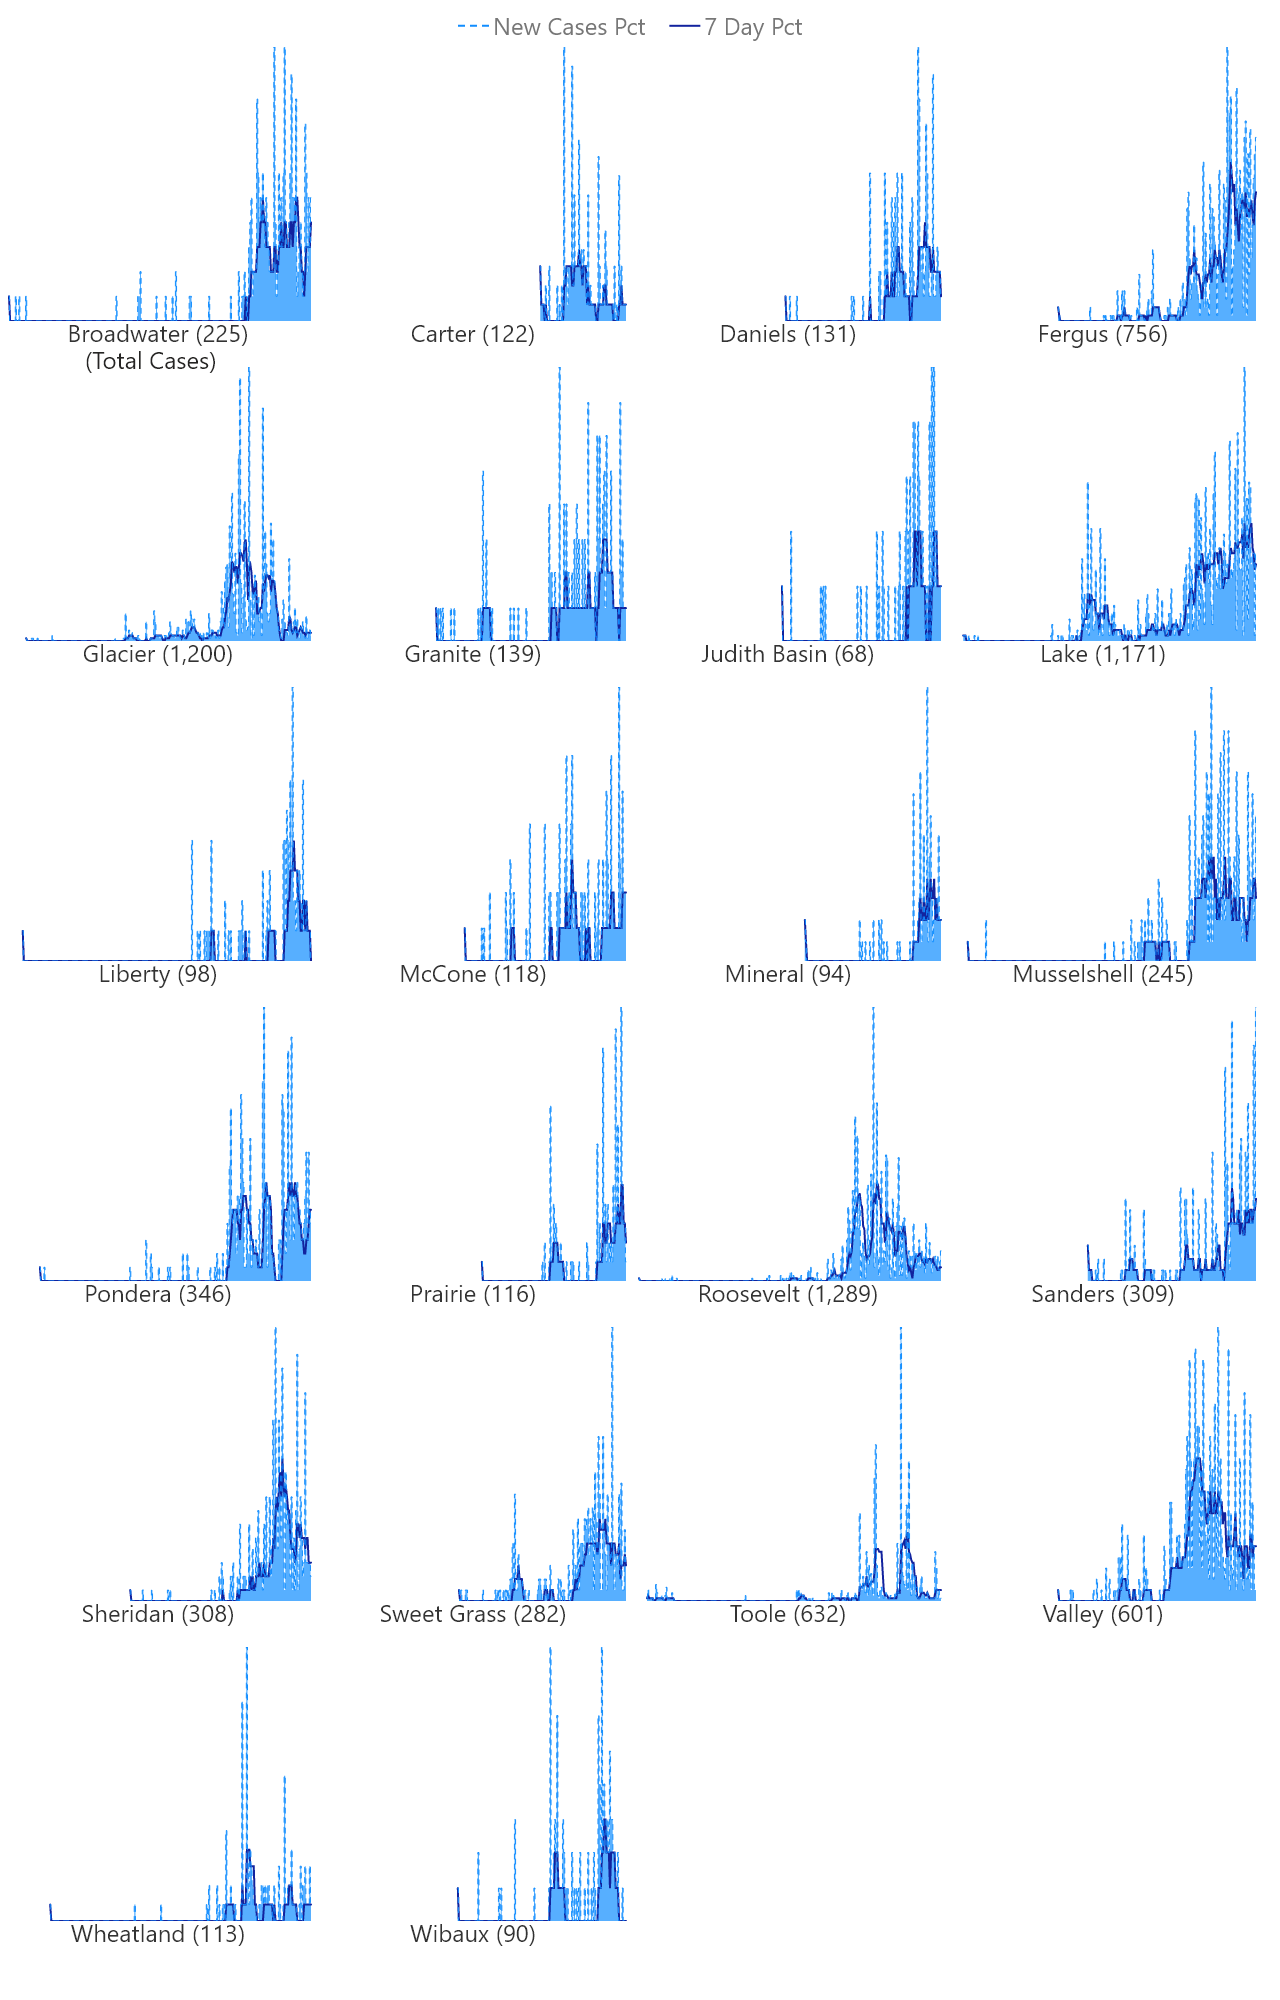 New Cases Pct 7 Day Pct
Broadwater (225) Carter (122) Daniels (131) Fergus (756)
(Total Cases)
Glacier (1,200) Granite (139) Judith Basin (68) Lake (1,171)
Liberty (98) McCone (118) Mineral (94) Musselshell (245)
Pondera (346) Prairie (116) Roosevelt (1,289) Sanders (309)
Sheridan (308) Sweet Grass (282) Toole (632) Valley (601)
Wheatland (113) Wibaux (90)